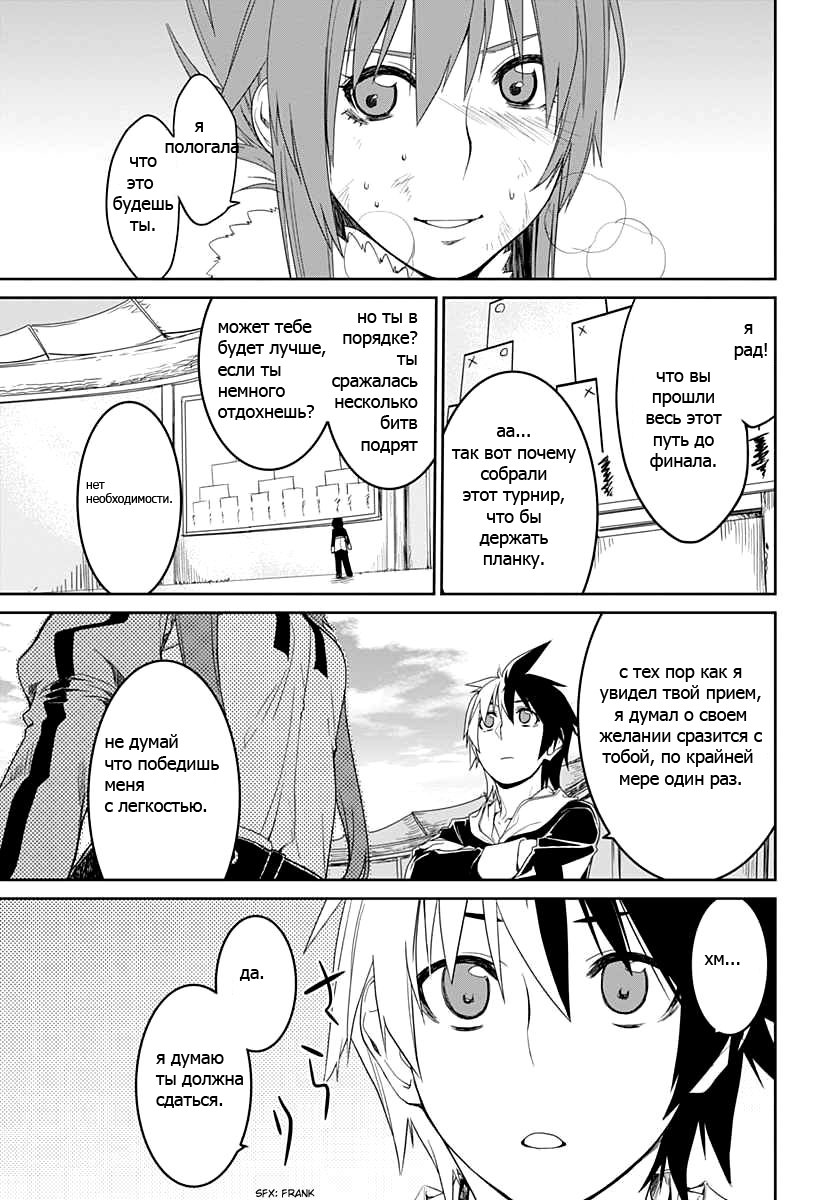 я
пологала
что
это
будешь
ты.
я
рад!
что вы
прошли
весь этот
путь до
финала.
аа...
так вот почему
собрали
этот турнир,
что бы
держать
планку.
но ты в
порядке?
ты
сражалась
несколько
битв
подрят
может тебе
будет лучше,
если ты
немного
отдохнешь?
нет
необходимости.
с тех пор как я
увидел твой прием,
я думал о своем
желании сразится с
тобой, по крайней
мере один раз.
не думай
что победишь
меня
с легкостью.
хм...
да.
я думаю
ты должна
сдаться.
SFX: FRANK